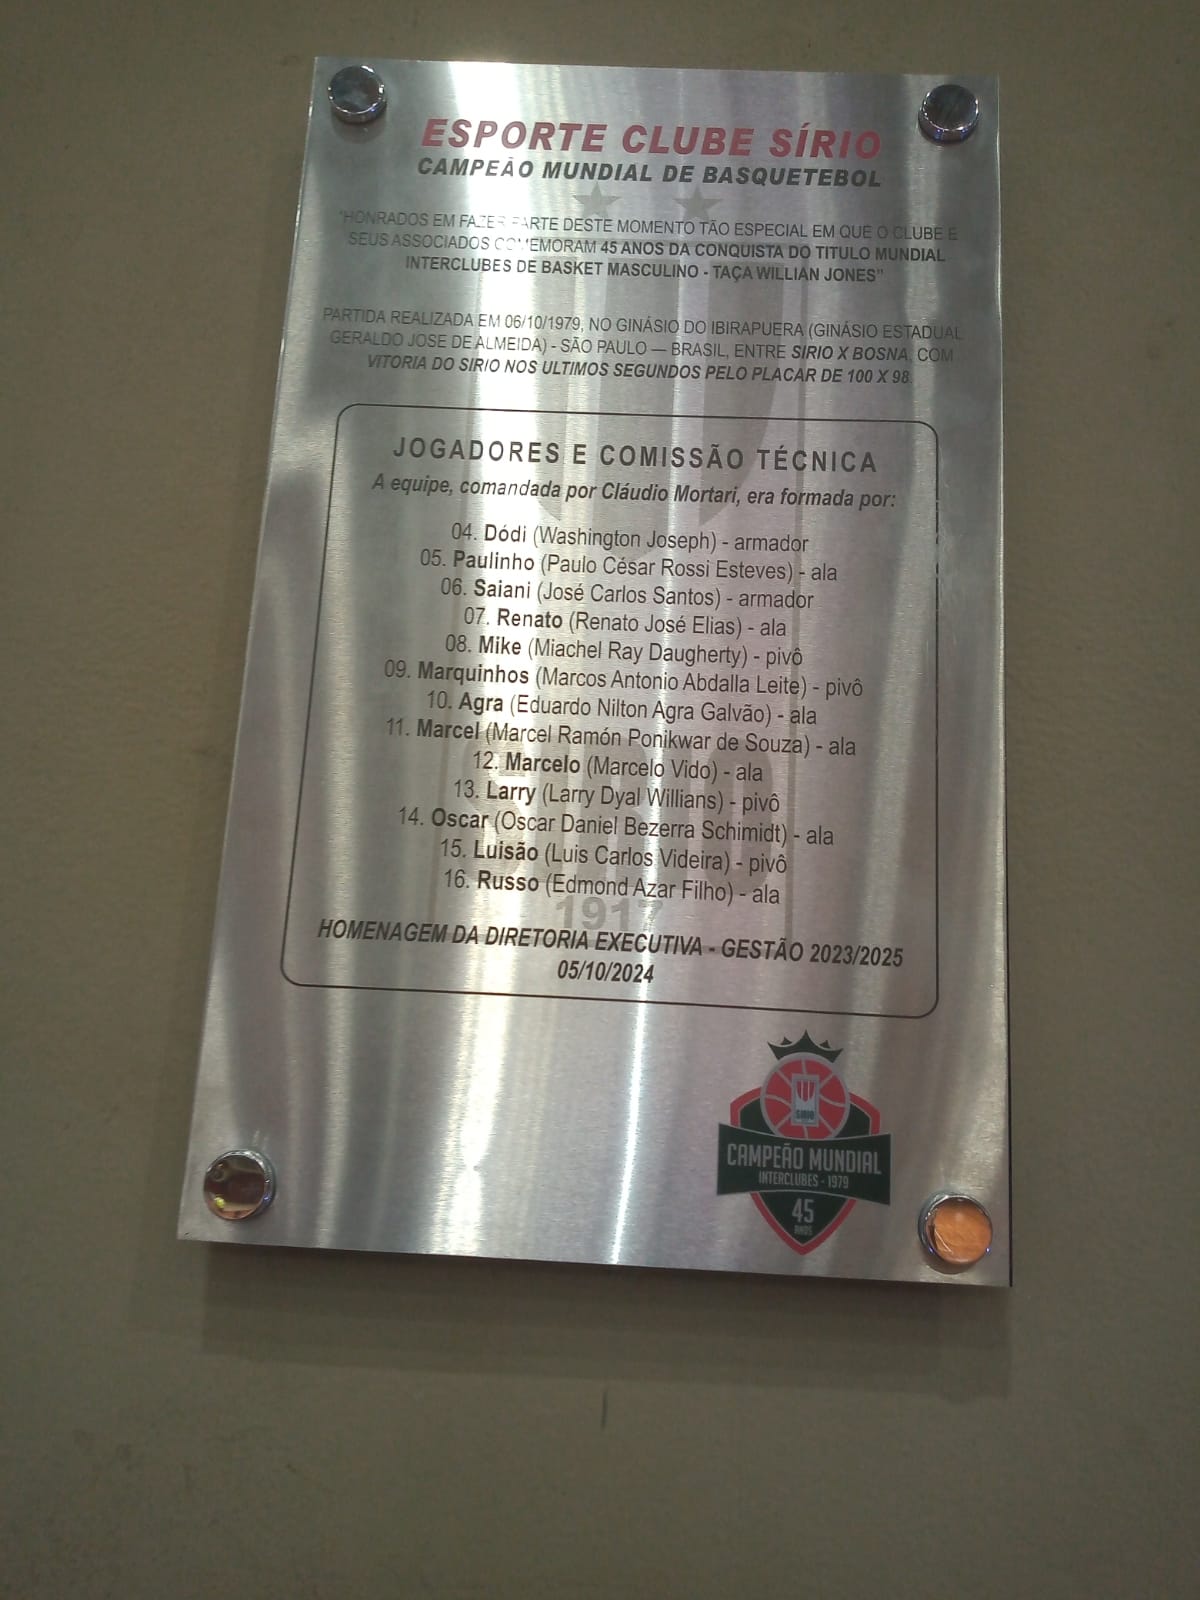 ESPORTE CLUBE SÍRIO
CAMPEÃO MUNDIAL DE BASQUETEBOL
"HONRADOS EM FAZER PARTE DESTE MOMENTO TÃO ESPECIAL EM QUE O CLUBE E
SEUS ASSOCIADOS COMEMORAM 45 ANOS DA CONQUISTA DO TITULO MUNDIAL
INTERCLUBES DE BASKET MASCULINO - TAÇA WILLIAN JONES"
PARTIDA REALIZADA EM 06/10/1979, NO GINÁSIO DO IBIRAPUERA (GINÁSIO ESTADUAL
GERALDO JOSE DE ALMEIDA) - SÃO PAULO — BRASIL, ENTRE SIRIO X BOSNA, COM
VITORIA DO SIRIO NOS ULTIMOS SEGUNDOS PELO PLACAR DE 100 X 98.
JOGADORES E COMISSÃO TÉCNICA
A equipe, comandada por Cláudio Mortari, era formada por:
04. Dódi (Washington Joseph) - armador
05. Paulinho (Paulo César Rossi Esteves) - ala
06. Saiani (José Carlos Santos) - armador
07. Renato (Renato José Elias) - ala
08. Mike (Miachel Ray Daugherty) - pivô
09. Marquinhos (Marcos Antonio Abdalla Leite) - pivô
10. Agra (Eduardo Nilton Agra Galvão) - ala
11. Marcel (Marcel Ramón Ponikwar de Souza) - ala
12. Marcelo (Marcelo Vido) - ala
13. Larry (Larry Dyal Willians) - pivô
14. Oscar (Oscar Daniel Bezerra Schimidt) - ala
15. Luisão (Luis Carlos Videira) - pivô
16. Russo (Edmond Azar Filho) - ala
SIRIO
1917
HOMENAGEM DA DIRETORIA EXECUTIVA - GESTÃO 2023/2025
05/10/2024
SIRIO
CAMPEÃO MUNDIAL
INTERCLUBES - 1979
45
ANOS